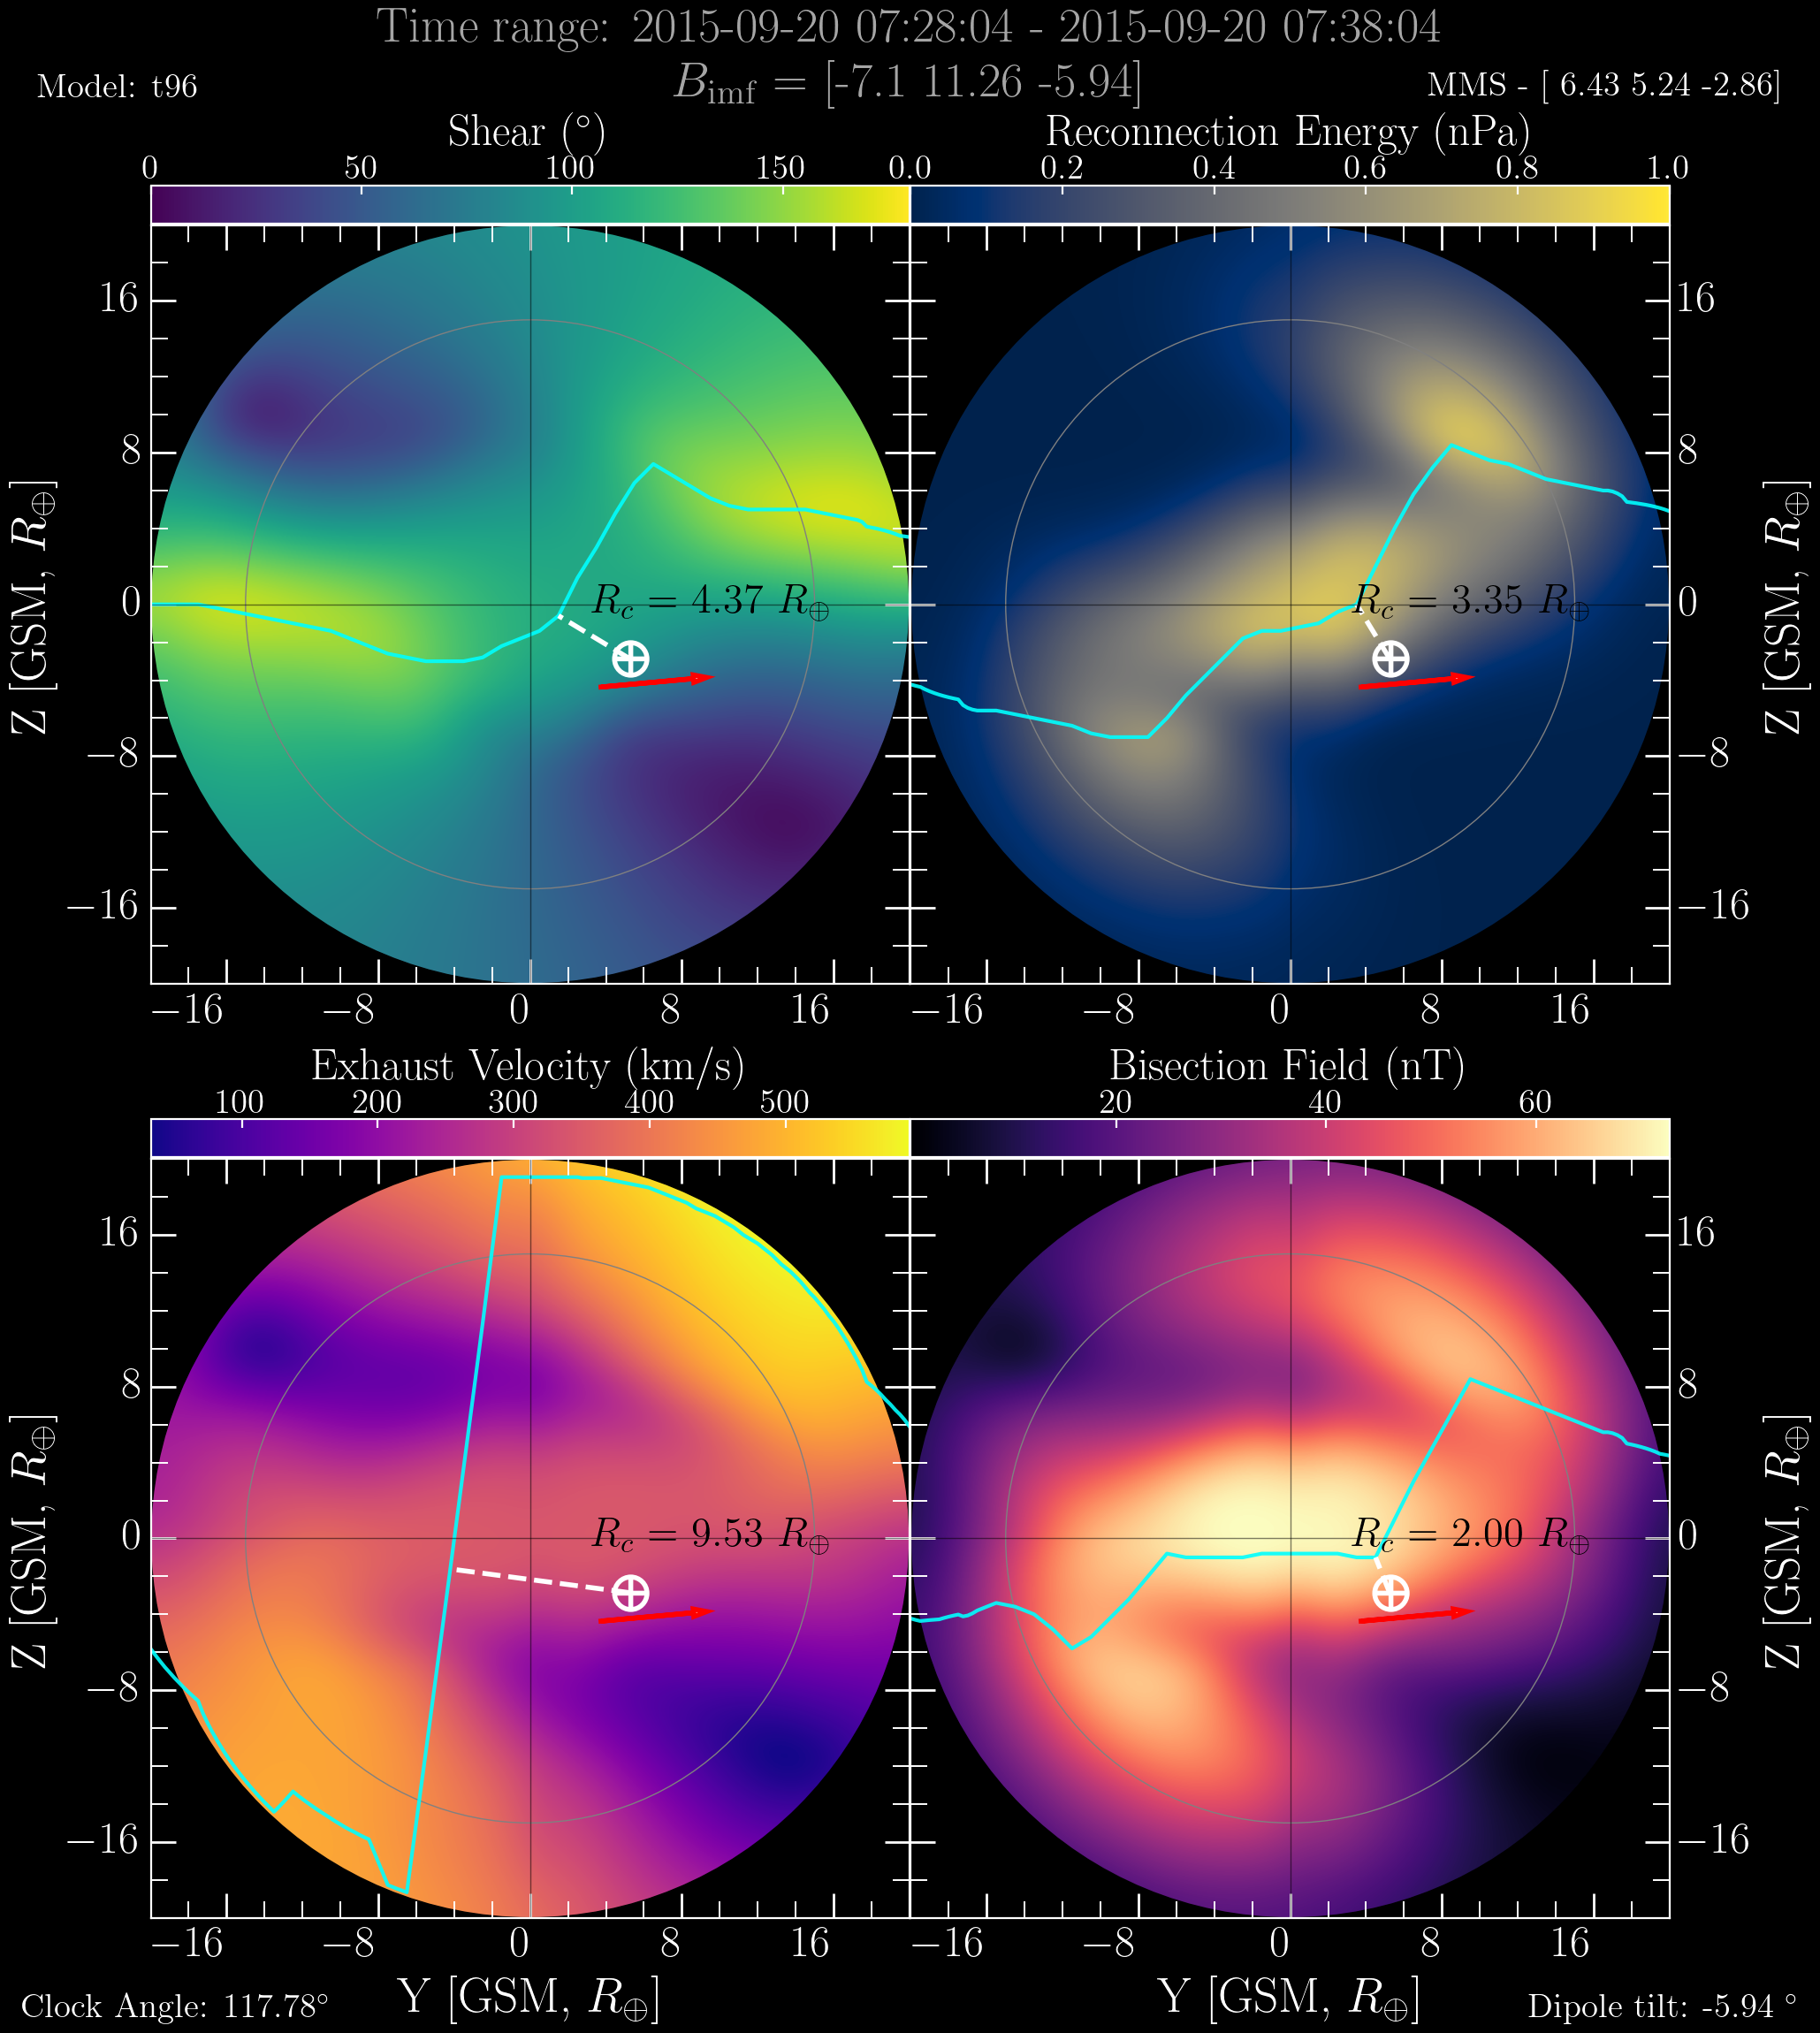 Time range: 2015-09-20 07:28:04 - 2015-09-20 07:38:04
Model: t96
B_imf = [-7.1 11.26 -5.94]
MMS - [ 6.43 5.24 -2.86]
Shear (°)
0 50 100 150
Reconnection Energy (nPa)
0.0 0.2 0.4 0.6 0.8 1.0
Z [GSM, R⊕]
16
8
0
−8
−16
R_c = 4.37 R⊕
−16 −8 0 8 16
R_c = 3.35 R⊕
16
8
0
−8
−16
Z [GSM, R⊕]
−16 −8 0 8 16
Exhaust Velocity (km/s)
100 200 300 400 500
Bisection Field (nT)
20 40 60
Z [GSM, R⊕]
16
8
0
−8
−16
R_c = 9.53 R⊕
−16 −8 0 8 16
Y [GSM, R⊕]
R_c = 2.00 R⊕
16
8
0
−8
−16
Z [GSM, R⊕]
−16 −8 0 8 16
Y [GSM, R⊕]
Clock Angle: 117.78°
Dipole tilt: -5.94 °